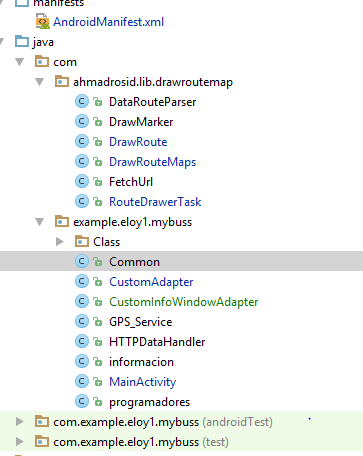 manifests
AndroidManifest.xml
java
com
ahmadrosid.lib.drawroutemap
DataRouteParser
DrawMarker
DrawRoute
DrawRouteMaps
FetchUrl
RouteDrawerTask
example.eloy1.mybuss
Class
Common
CustomAdapter
CustomInfoWindowAdapter
GPS_Service
HTTPDataHandler
informacion
MainActivity
programadores
com.example.eloy1.mybuss (androidTest)
com.example.eloy1.mybuss (test)